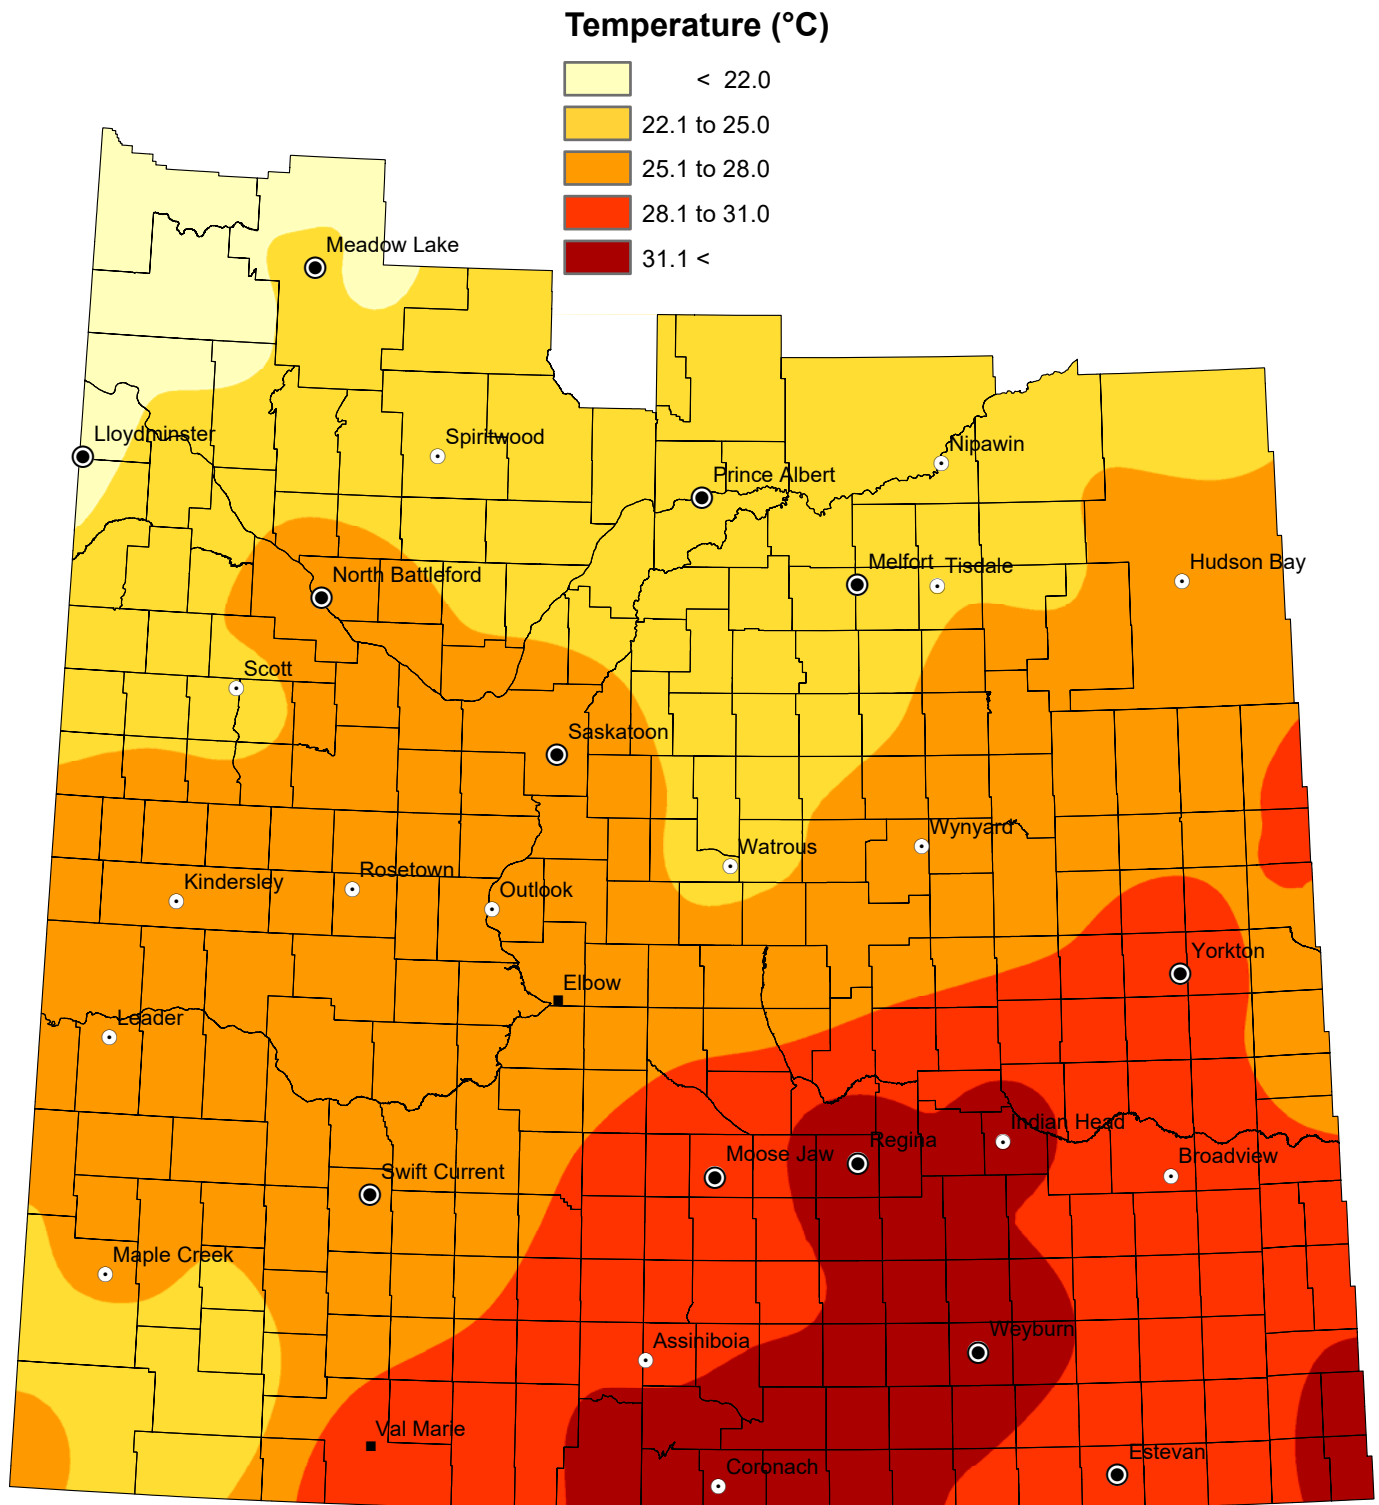 Temperature (°C)
< 22.0
22.1 to 25.0
25.1 to 28.0
28.1 to 31.0
31.1 <
Meadow Lake
Lloydminster
Spiritwood
Nipawin
Prince Albert
Melfort
Tisdale
Hudson Bay
North Battleford
Scott
Saskatoon
Wynyard
Watrous
Rosetown
Kindersley
Outlook
Yorkton
Elbow
Leader
Indian Head
Regina
Moose Jaw
Broadview
Swift Current
Maple Creek
Weyburn
Assiniboia
Val Marie
Estevan
Coronach